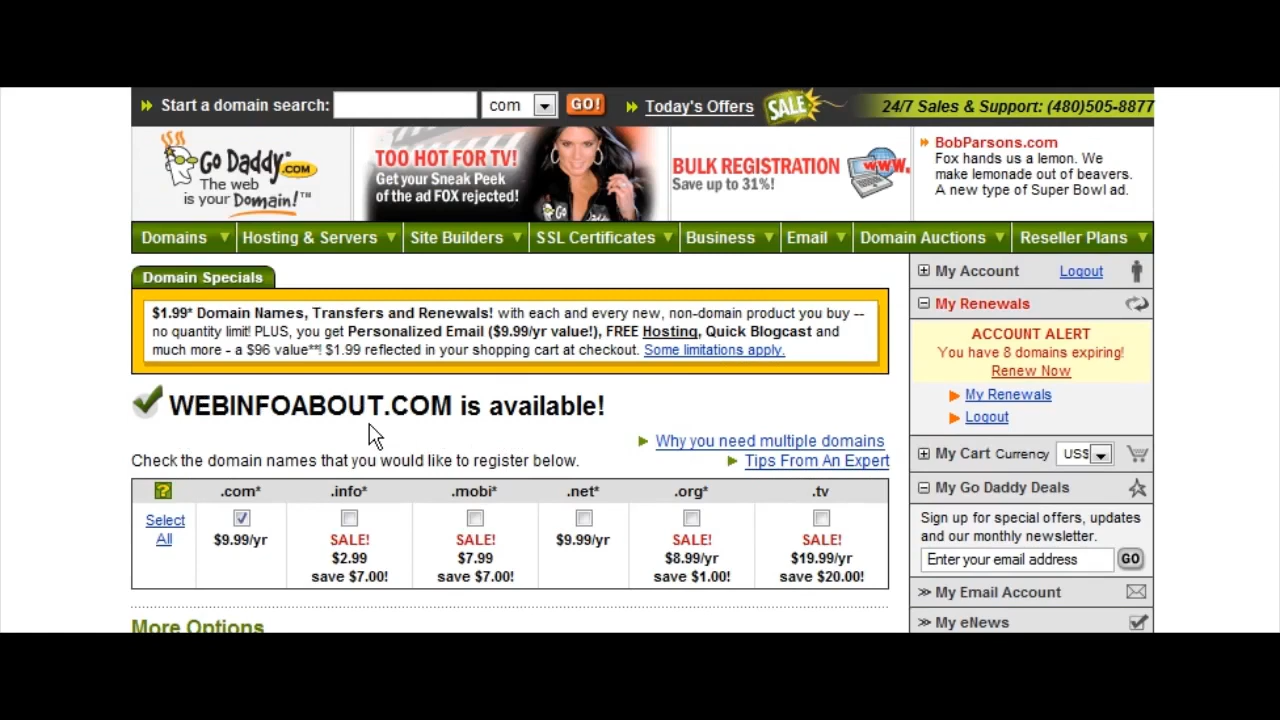 Start a domain search: com GO! Today's Offers SALE 24/7 Sales & Support: (480)505-8877
Go Daddy.COM
The web
is your Domain!™
TOO HOT FOR TV!
Get your Sneak Peek
of the ad FOX rejected!
Go
BULK REGISTRATION
Save up to 31%!
www.
BobParsons.com
Fox hands us a lemon. We
make lemonade out of beavers.
A new type of Super Bowl ad.
Domains Hosting & Servers Site Builders SSL Certificates Business Email Domain Auctions Reseller Plans
Domain Specials
$1.99* Domain Names, Transfers and Renewals! with each and every new, non-domain product you buy --
no quantity limit! PLUS, you get Personalized Email ($9.99/yr value!), FREE Hosting, Quick Blogcast and
much more - a $96 value**! $1.99 reflected in your shopping cart at checkout. Some limitations apply.
WEBINFOABOUT.COM is available!
Why you need multiple domains
Check the domain names that you would like to register below. Tips From An Expert
? .com* .info* .mobi* .net* .org* .tv
Select
All
$9.99/yr
SALE!
$2.99
save $7.00!
SALE!
$7.99
save $7.00!
$9.99/yr
SALE!
$8.99/yr
save $1.00!
SALE!
$19.99/yr
save $20.00!
More Options
My Account Logout
My Renewals
ACCOUNT ALERT
You have 8 domains expiring!
Renew Now
My Renewals
Logout
My Cart Currency US$
My Go Daddy Deals
Sign up for special offers, updates
and our monthly newsletter.
Enter your email address GO
My Email Account
My eNews